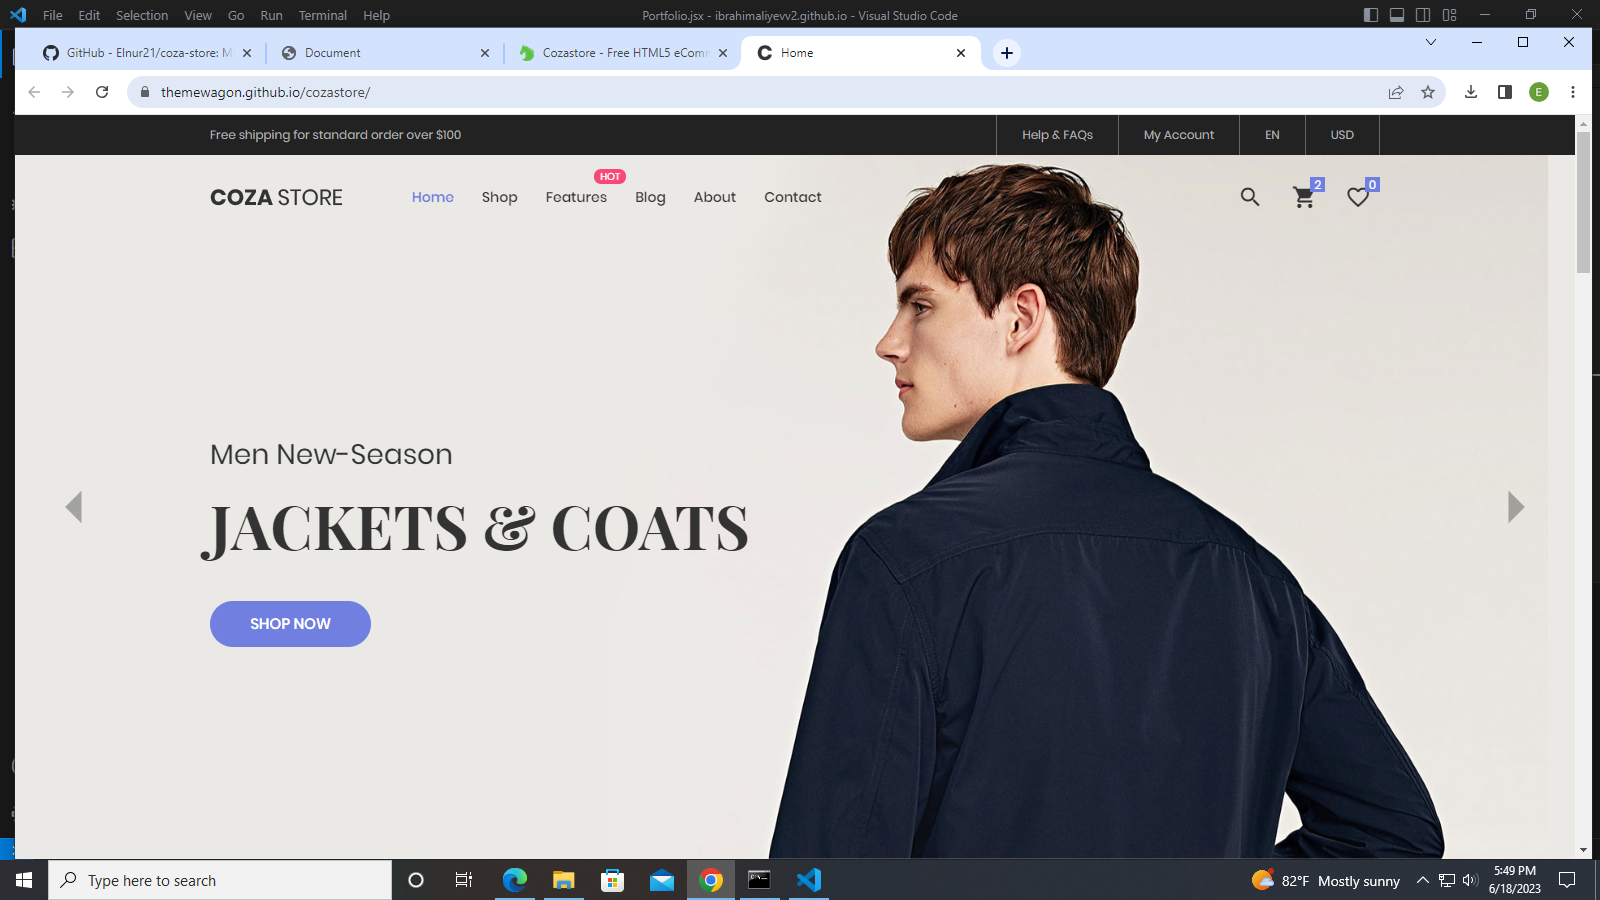 File Edit Selection View Go Run Terminal Help
Portfolio.jsx - ibrahimaliyevv2.github.io - Visual Studio Code
GitHub - Elnur21/coza-store: M
Document
Cozastore - Free HTML5 eComm
Home
themewagon.github.io/cozastore/
E
Free shipping for standard order over $100
Help & FAQs
My Account
EN
USD
COZA STORE
Home
Shop
Features
HOT
Blog
About
Contact
2
0
Men New-Season
JACKETS & COATS
SHOP NOW
Type here to search
82°F Mostly sunny
5:49 PM
6/18/2023